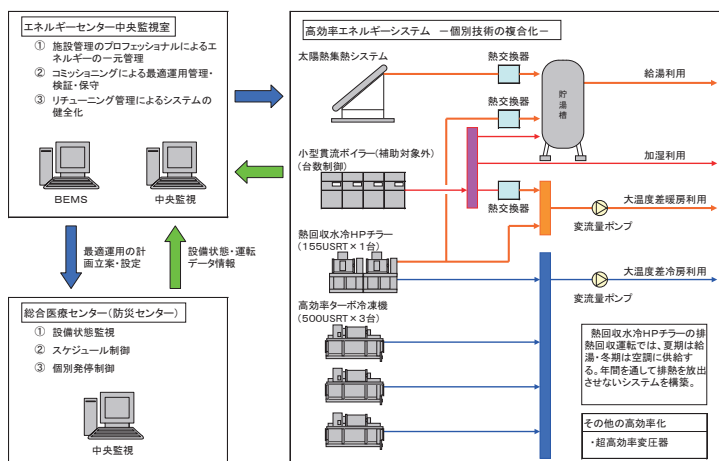 エネルギーセンター中央監視室
① 施設管理のプロフェッショナルによるエ
ネルギーの一元管理
② コミッショニングによる最適運用管理・
検証・保守
③ リチューニング管理によるシステムの
健全化
BEMS
中央監視
最適運用の計
画立案・設定
設備状態・運転
データ情報
総合医療センター（防災センター）
① 設備状態監視
② スケジュール制御
③ 個別発停制御
中央監視
高効率エネルギーシステム －個別技術の複合化－
太陽熱集熱システム
熱交換器
給湯利用
熱交換器
貯湯槽
小型貫流ボイラー（補助対象外）
（台数制御）
加湿利用
熱交換器
大温度差暖房利用
変流量ポンプ
熱回収水冷HPチラー
（155USRT×1台）
大温度差冷房利用
変流量ポンプ
高効率ターボ冷凍機
（500USRT×3台）
熱回収水冷HPチラーの排
熱回収運転では、夏期は給
湯・冬期は空調に供給す
る。年間を通して排熱を放出
させないシステムを構築。
その他の高効率化
・超高効率変圧器